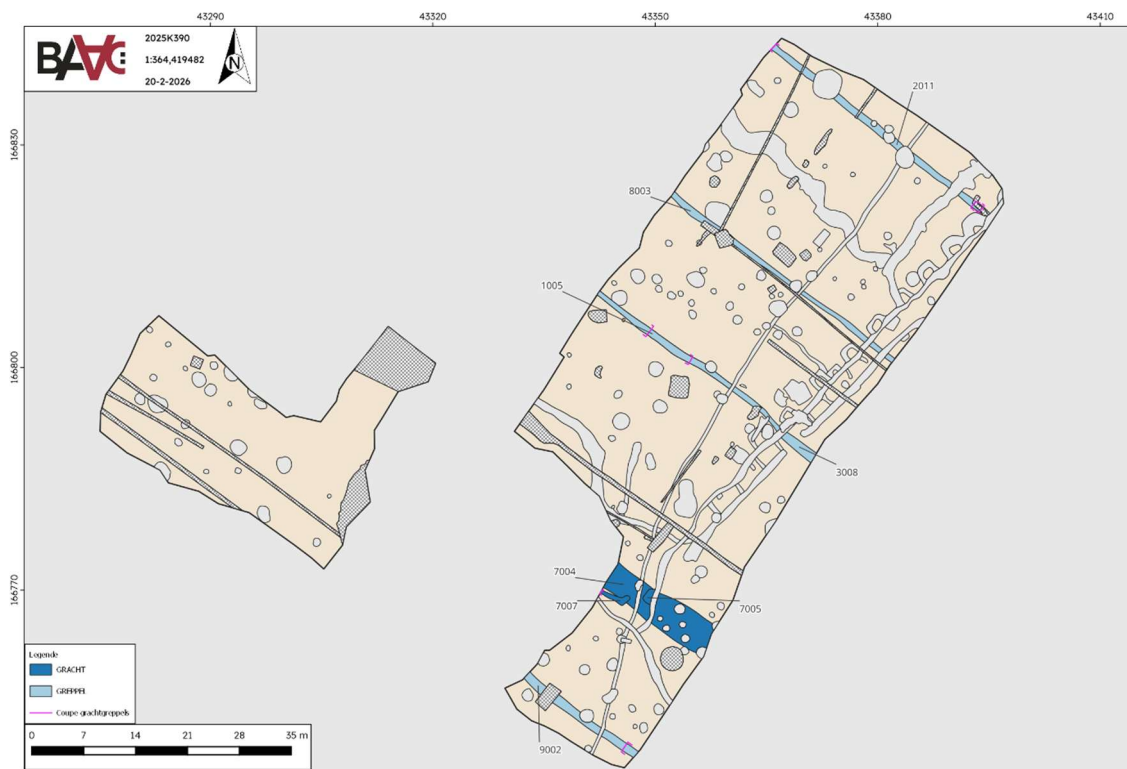 43290 43320 43350 43380 43410
BAAC
2025K390
1:364,419482
20-2-2026
N
2011
166830
8003
1005
166800
3008
7004
166770
7007 7005
Legende
GRACHT
GREPPEL
Coupe grachtgreppels
0 7 14 21 28 35 m
9002